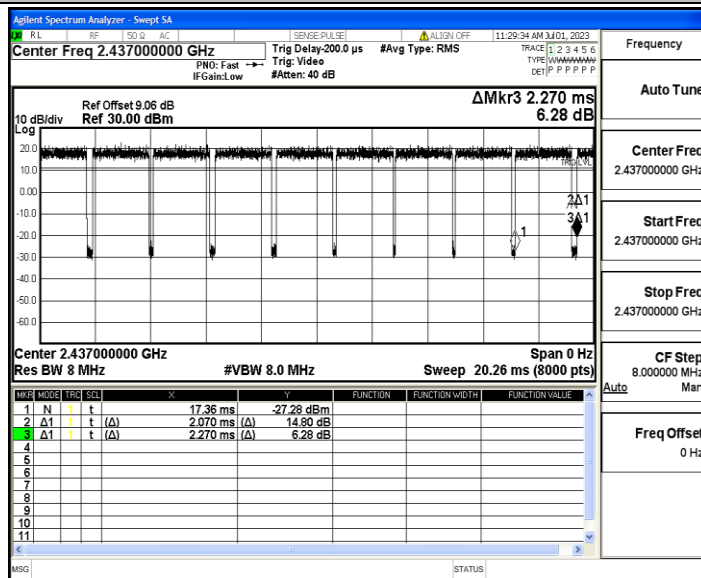 Agilent Spectrum Analyzer - Swept SA
RL RF 50 Ω AC SENSE:PULSE ALIGN OFF 11:29:34 AM Jul 01, 2023
Center Freq 2.437000000 GHz
PNO: Fast
IFGain:Low
Trig Delay-200.0 µs
Trig: Video
#Atten: 40 dB
#Avg Type: RMS
TRACE 1 2 3 4 5 6
TYPE
DET P P P P P P
ΔMkr3 2.270 ms
6.28 dB
Ref Offset 9.06 dB
10 dB/div Ref 30.00 dBm
Log
20.0
10.0
0.00
-10.0
-20.0
-30.0
-40.0
-50.0
-60.0
TRIG LVL
2Δ1
3Δ1
1
Center 2.437000000 GHz Span 0 Hz
Res BW 8 MHz #VBW 8.0 MHz Sweep 20.26 ms (8000 pts)
MKR MODE TRC SCL X Y FUNCTION FUNCTION WIDTH FUNCTION VALUE
1 N 1 t 17.36 ms -27.28 dBm
2 Δ1 1 t (Δ) 2.070 ms (Δ) 14.80 dB
3 Δ1 1 t (Δ) 2.270 ms (Δ) 6.28 dB
4
5
6
7
8
9
10
11
MSG STATUS
Frequency
Auto Tune
Center Freq
2.437000000 GHz
Start Freq
2.437000000 GHz
Stop Freq
2.437000000 GHz
CF Step
8.000000 MHz
Auto Man
Freq Offset
0 Hz